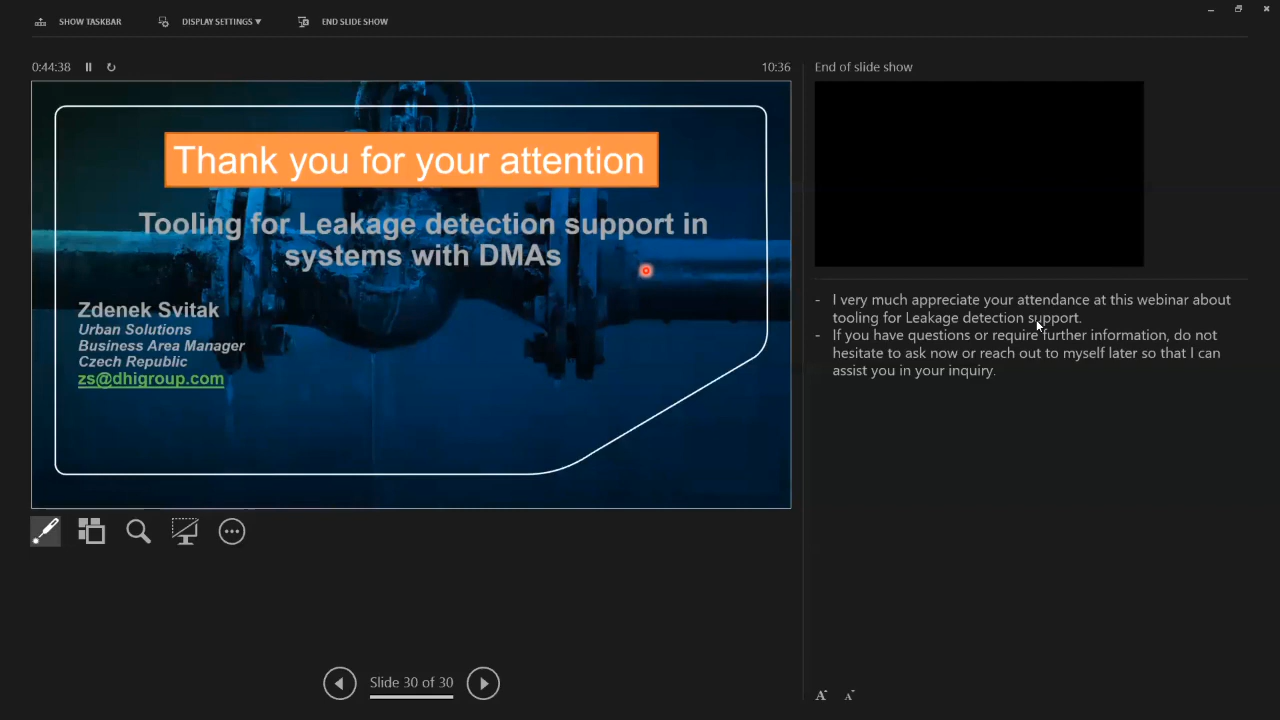 SHOW TASKBAR
DISPLAY SETTINGS ▼
END SLIDE SHOW
0:44:38
10:36
End of slide show
Thank you for your attention
Tooling for Leakage detection support in
systems with DMAs
Zdenek Svitak
Urban Solutions
Business Area Manager
Czech Republic
zs@dhigroup.com
- I very much appreciate your attendance at this webinar about
tooling for Leakage detection support.
- If you have questions or require further information, do not
hesitate to ask now or reach out to myself later so that I can
assist you in your inquiry.
Slide 30 of 30
A A